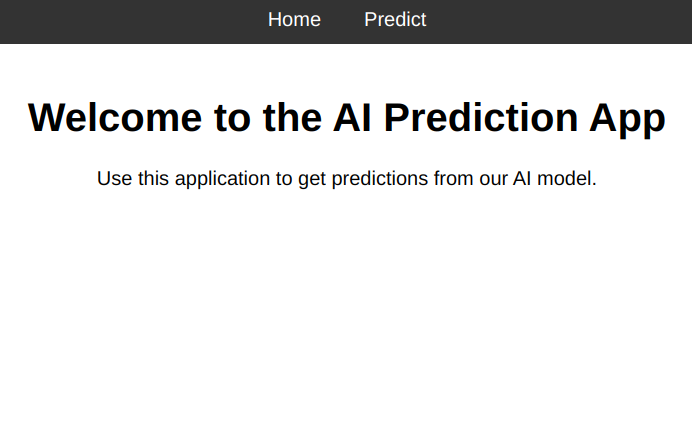 Home Predict
Welcome to the AI Prediction App
Use this application to get predictions from our AI model.